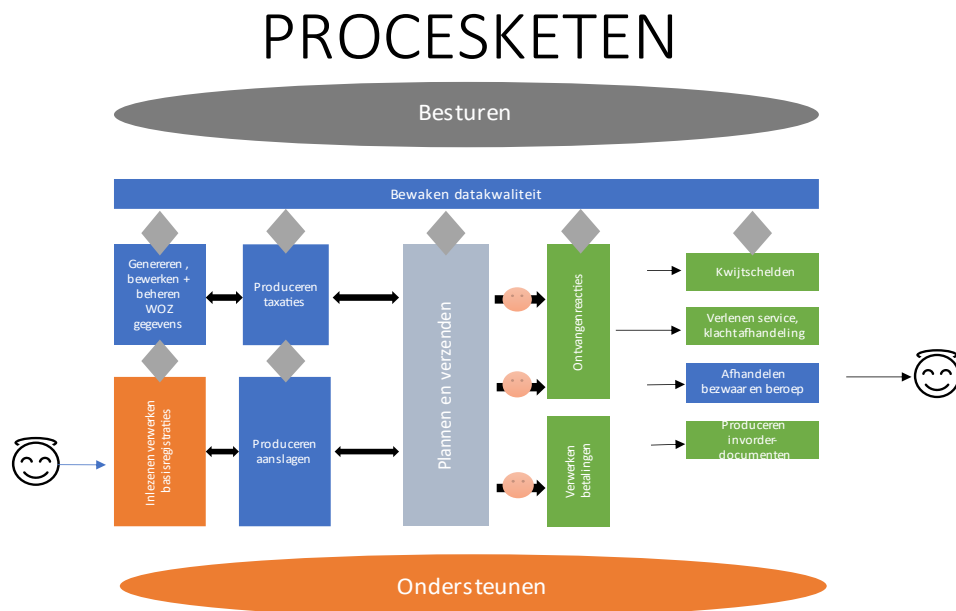 PROCESKETEN
Besturen
Bewaken datakwaliteit
Genereren ,
bewerken +
beheren
WOZ
gegevens
Produceren
taxaties
Plannen en verzenden
Ontvangenreacties
Kwijtschelden
Verlenen service,
klachtafhandeling
Afhandelen
bezwaar en beroep
Produceren
invorder-
documenten
Inlezenen verwerken
basisregistraties
Produceren
aanslagen
Verwerken
betalingen
Ondersteunen